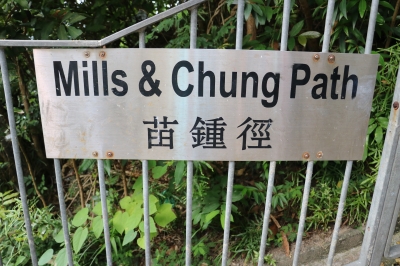 Mills & Chung Path
苗鍾徑